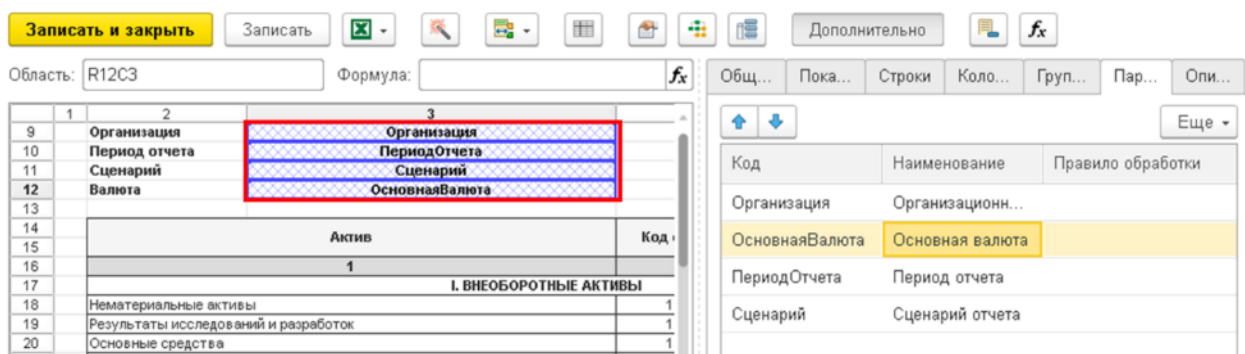 Записать и закрыть Записать Дополнительно fx
Область: R12C3 Формула: fx
Общ... Пока... Строки Коло... Груп... Пар... Опи...
1 2 3
9 Организация Организация
10 Период отчета ПериодОтчета
11 Сценарий Сценарий
12 Валюта ОсновнаяВалюта
13
14
15
Актив Код
16 1
17 I. ВНЕОБОРОТНЫЕ АКТИВЫ
18 Нематериальные активы 1
19 Результаты исследований и разработок 1
20 Основные средства 1
Еще
Код Наименование Правило обработки
Организация Организационн...
ОсновнаяВалюта Основная валюта
ПериодОтчета Период отчета
Сценарий Сценарий отчета